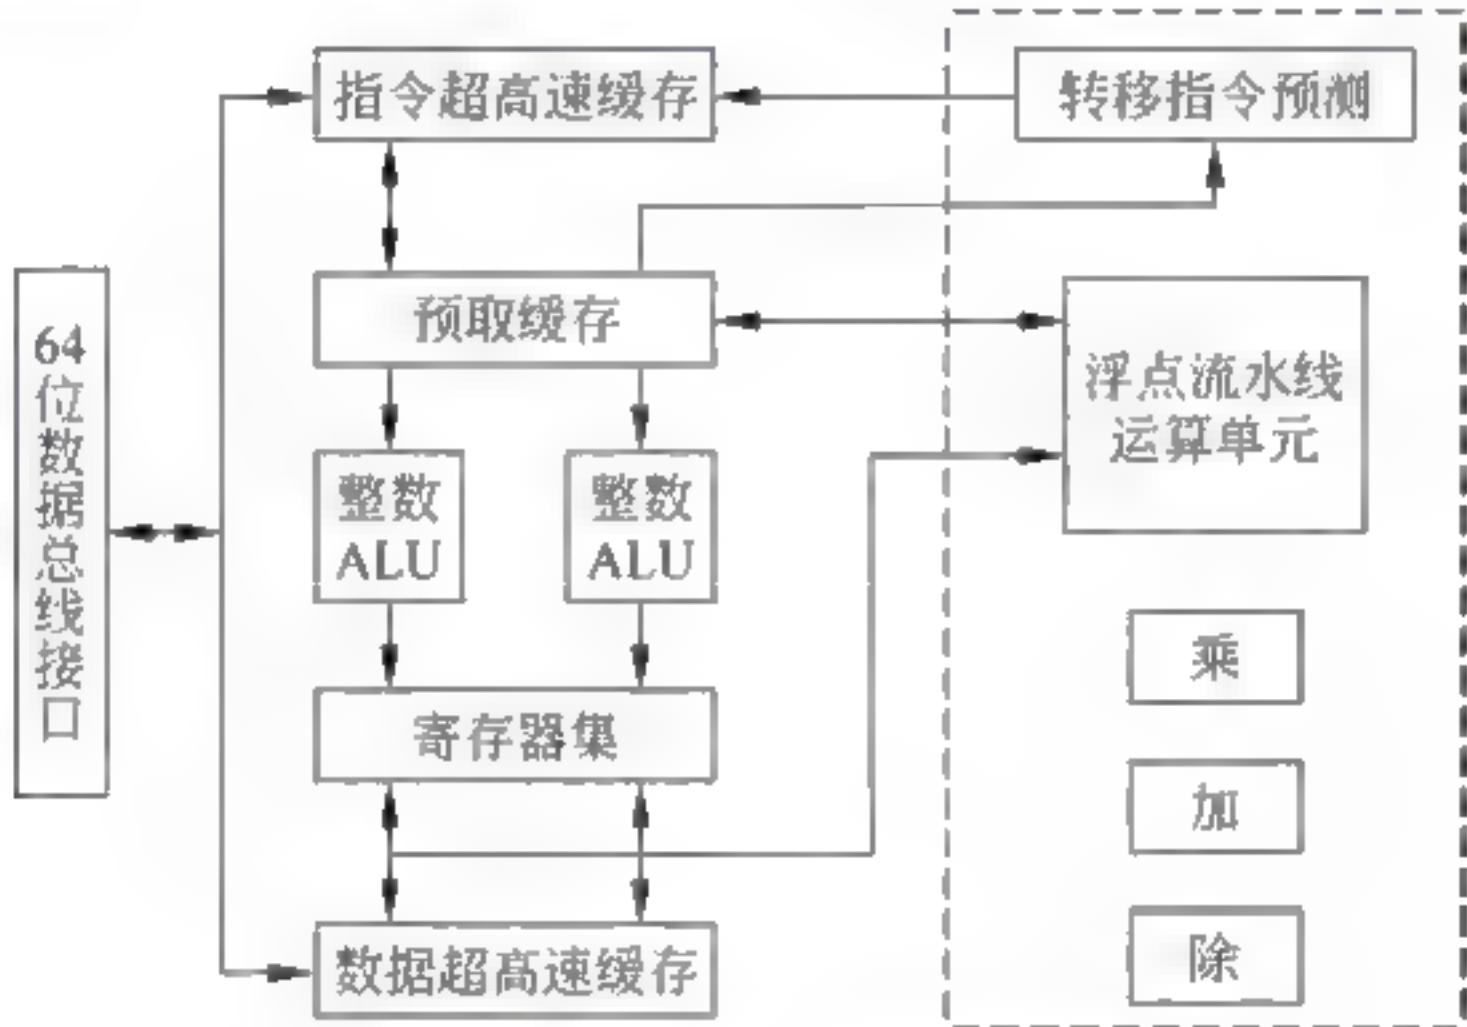 指令超高速缓存
转移指令预测
预取缓存
64
位
数
据
总
线
接
口
浮点流水线
运算单元
整数
ALU
整数
ALU
乘
寄存器集
加
数据超高速缓存
除